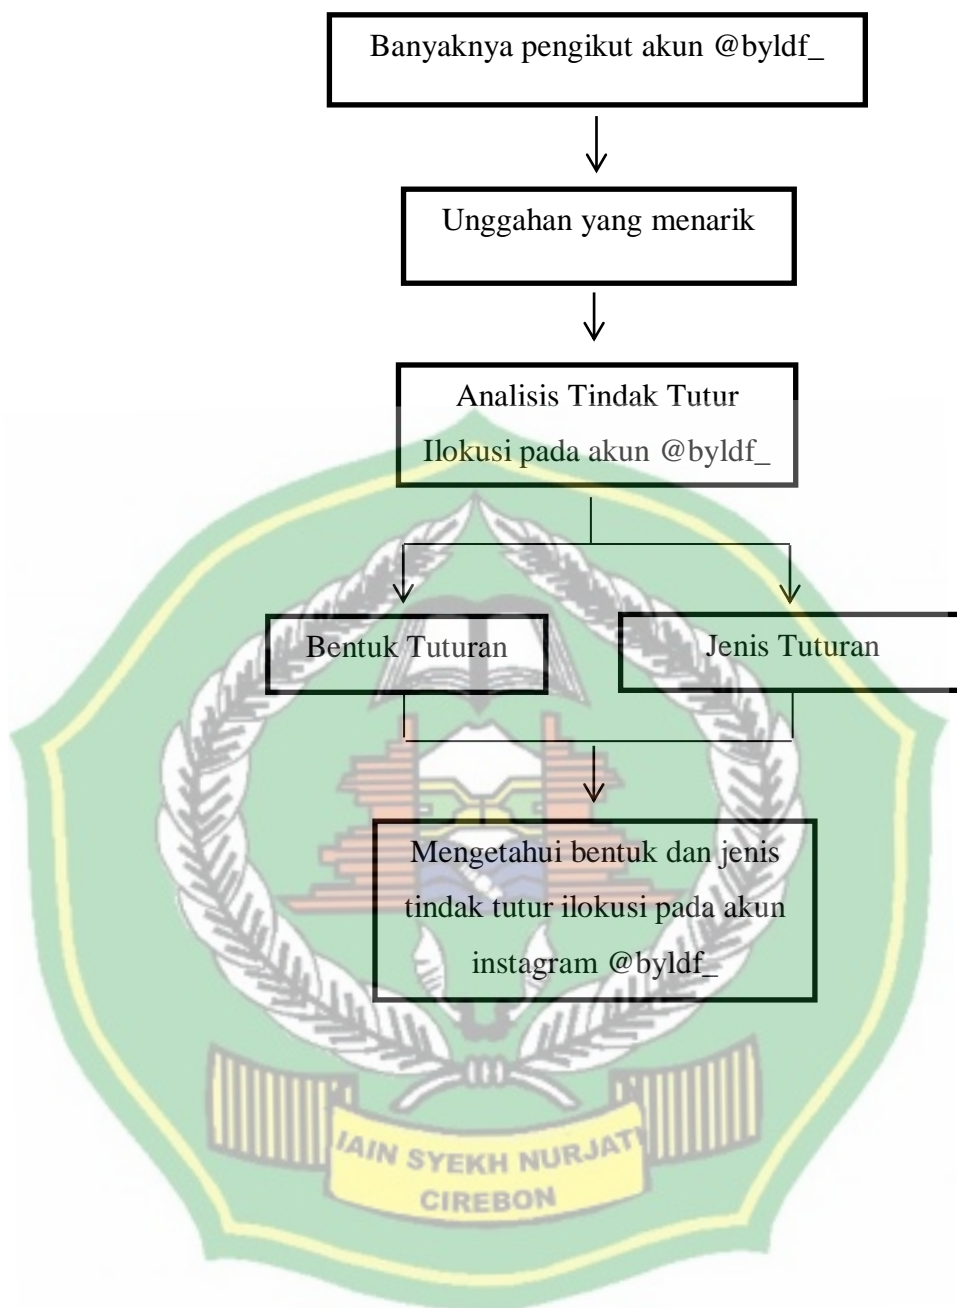 Banyaknya pengikut akun @byldf_
Unggahan yang menarik
Analisis Tindak Tutur
Ilokusi pada akun @byldf_
Bentuk Tuturan
Jenis Tuturan
Mengetahui bentuk dan jenis
tindak tutur ilokusi pada akun
instagram @byldf_
IAIN SYEKH NURJATI
CIREBON